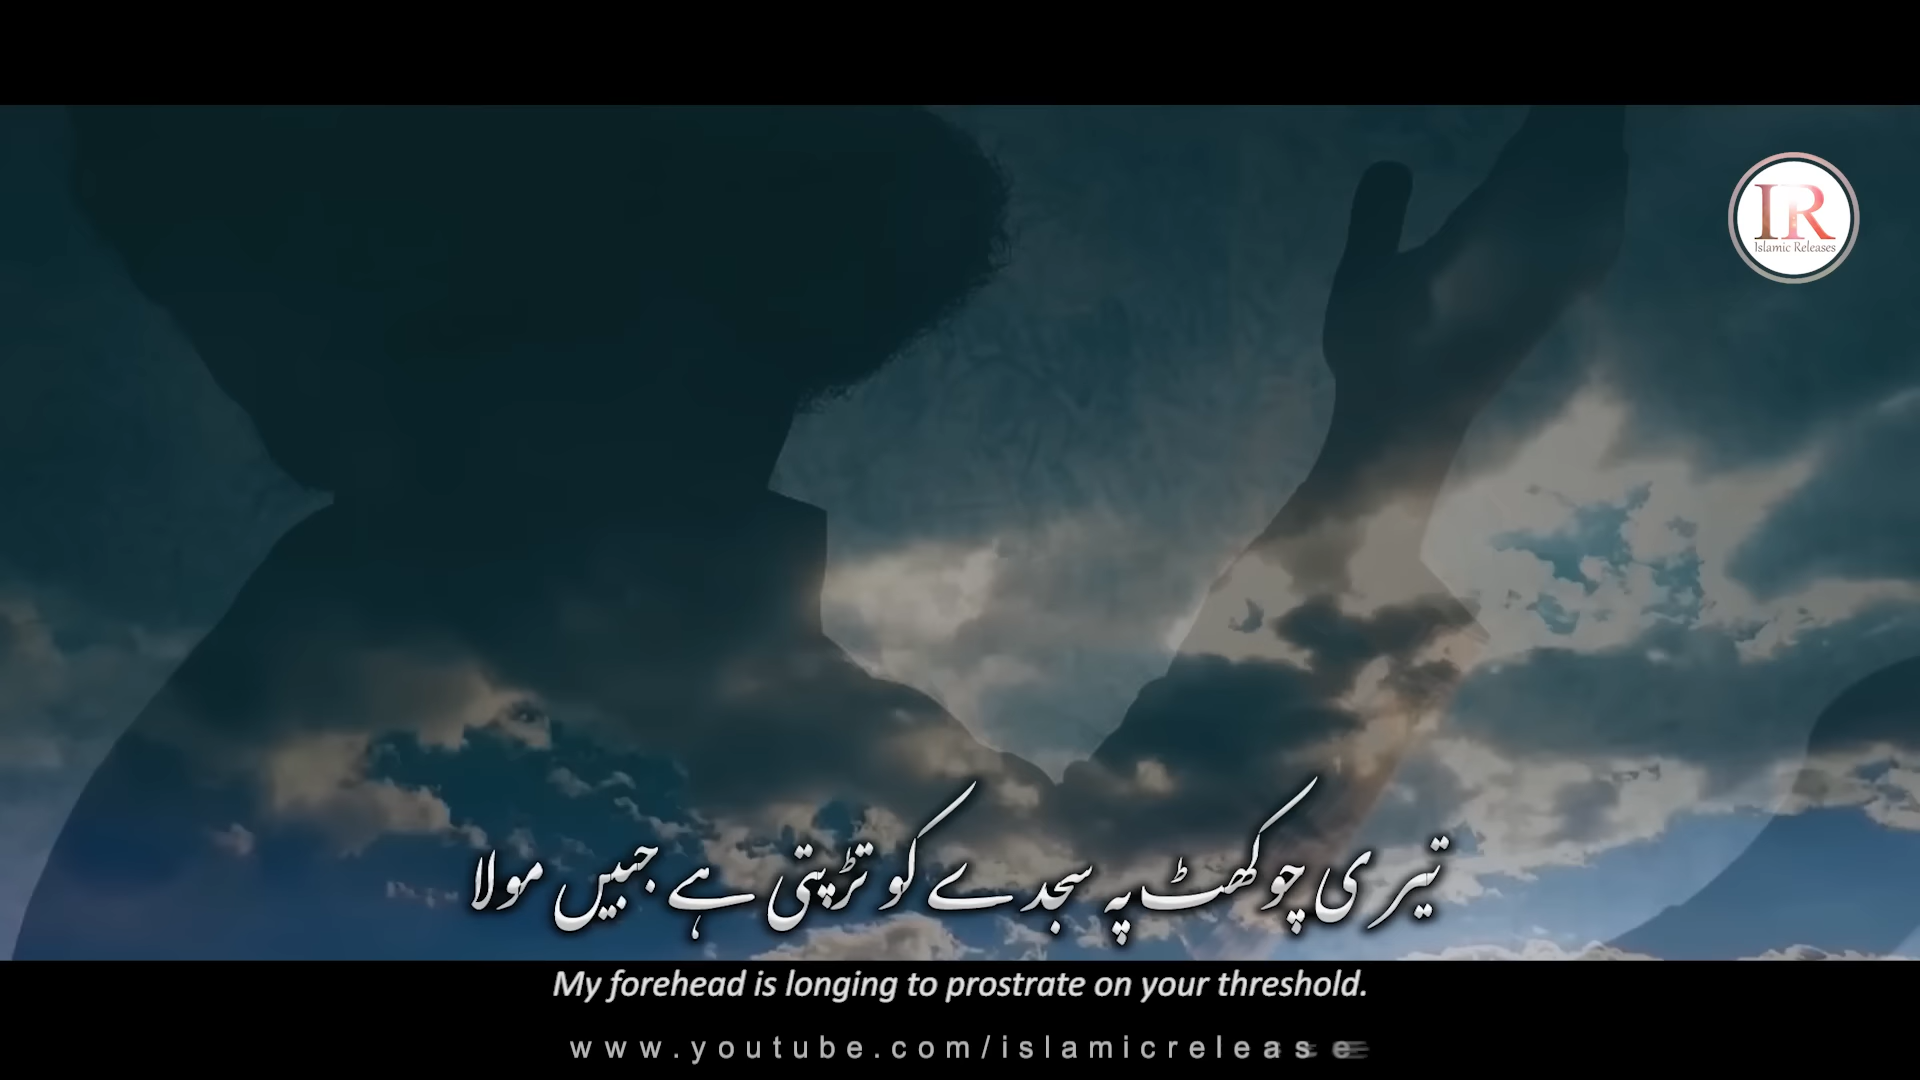 IR
Islamic Releases
تیری چوکھٹ پہ سجدے کو تڑپتی ہے جبیں مولا
My forehead is longing to prostrate on your threshold.
www.youtube.com/islamicrelease